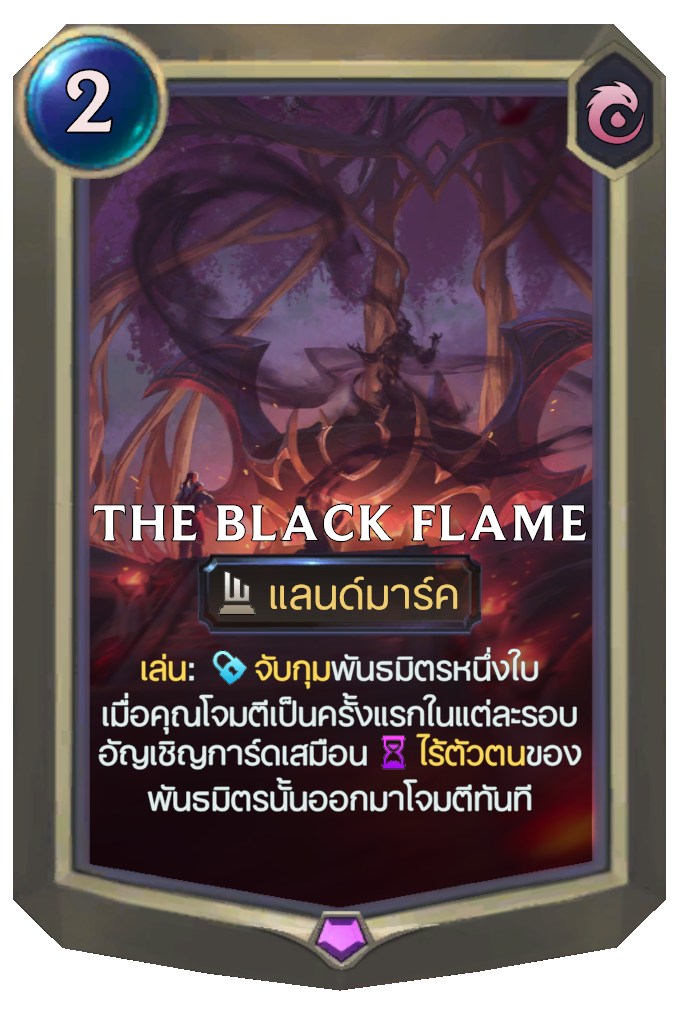 2
THE BLACK FLAME
แลนด์มาร์ค
เล่น: จับกุมพันธมิตรหนึ่งใบ
เมื่อคุณโจมตีเป็นครั้งแรกในแต่ละรอบ
อัญเชิญการ์ดเสมือน ไร้ตัวตนของ
พันธมิตรนั้นออกมาโจมตีทันที